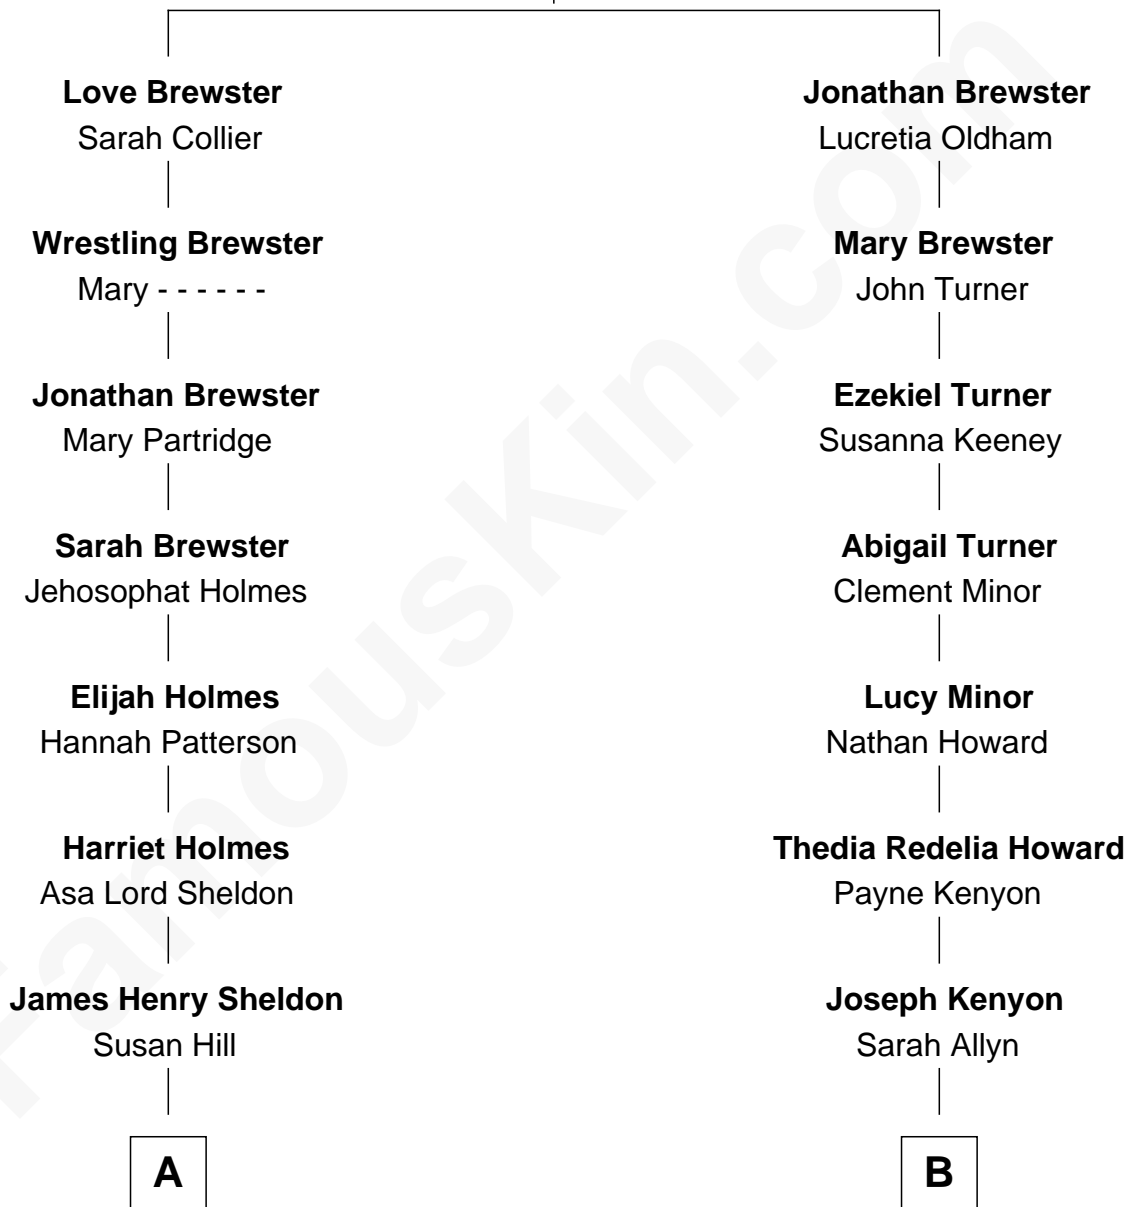 Love Brewster
Sarah Collier
Wrestling Brewster
Mary - - - - - -
Jonathan Brewster
Mary Partridge
Sarah Brewster
Jehosophat Holmes
Elijah Holmes
Hannah Patterson
Harriet Holmes
Asa Lord Sheldon
James Henry Sheldon
Susan Hill
A
Jonathan Brewster
Lucretia Oldham
Mary Brewster
John Turner
Ezekiel Turner
Susanna Keeney
Abigail Turner
Clement Minor
Lucy Minor
Nathan Howard
Thedia Redelia Howard
Payne Kenyon
Joseph Kenyon
Sarah Allyn
B
FamousKin.com